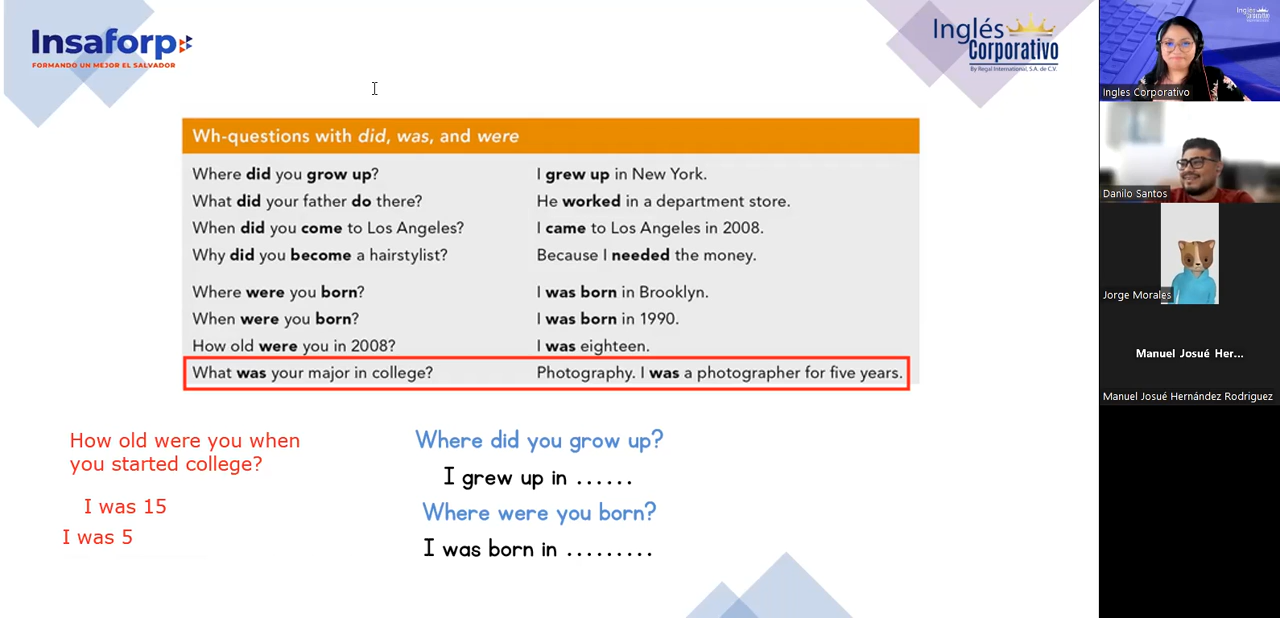 Insaforp
FORMANDO UN MEJOR EL SALVADOR
Inglés
Corporativo
By Regal International, S.A. de C.V.
Wh-questions with did, was, and were
Where did you grow up? I grew up in New York.
What did your father do there? He worked in a department store.
When did you come to Los Angeles? I came to Los Angeles in 2008.
Why did you become a hairstylist? Because I needed the money.
Where were you born? I was born in Brooklyn.
When were you born? I was born in 1990.
How old were you in 2008? I was eighteen.
What was your major in college? Photography. I was a photographer for five years.
How old were you when
you started college?
I was 15
I was 5
Where did you grow up?
I grew up in ......
Where were you born?
I was born in .........
Inglés
Corporativo
Ingles Corporativo
Danilo Santos
Jorge Morales
Manuel Josué Her...
Manuel Josué Hernández Rodriguez